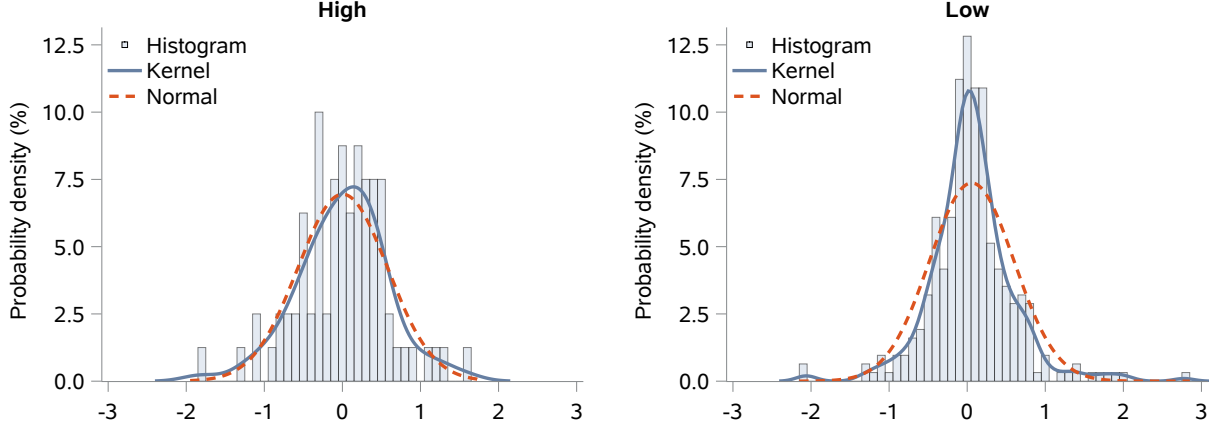 High
Probability density (%)
12.5
10.0
7.5
5.0
2.5
0.0
Histogram
Kernel
Normal
-3 -2 -1 0 1 2 3
Low
Probability density (%)
12.5
10.0
7.5
5.0
2.5
0.0
Histogram
Kernel
Normal
-3 -2 -1 0 1 2 3